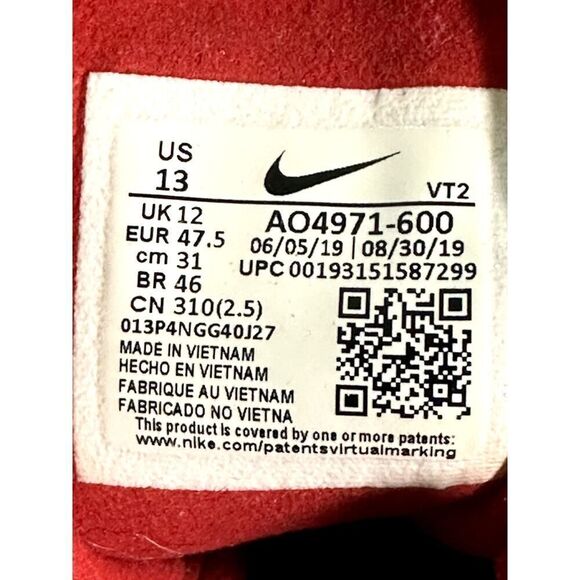 US
13
VT2
UK 12
AO4971-600
EUR 47.5
06/05/19 | 08/30/19
cm 31
UPC 00193151587299
BR 46
CN 310(2.5)
013P4NGG40J27
MADE IN VIETNAM
HECHO EN VIETNAM
FABRIQUE AU VIETNAM
FABRICADO NO VIETNA
This product is covered by one or more patents:
www.nike.com/patentsvirtualmarking